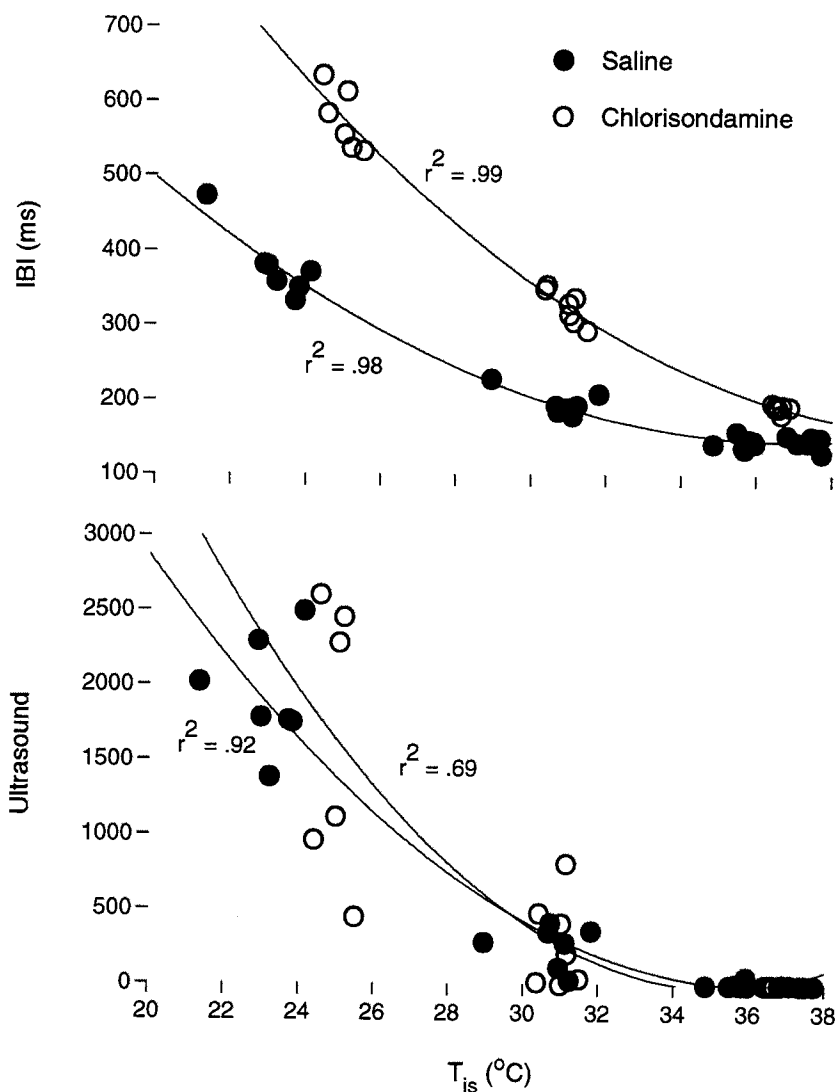 700
600
500
400
300
200
100
IBI (ms)
Saline
Chlorisondamine
r² = .99
r² = .98
3000
2500
2000
1500
1000
500
0
Ultrasound
r² = .92
r² = .69
20 22 24 26 28 30 32 34 36 38
T_is (°C)